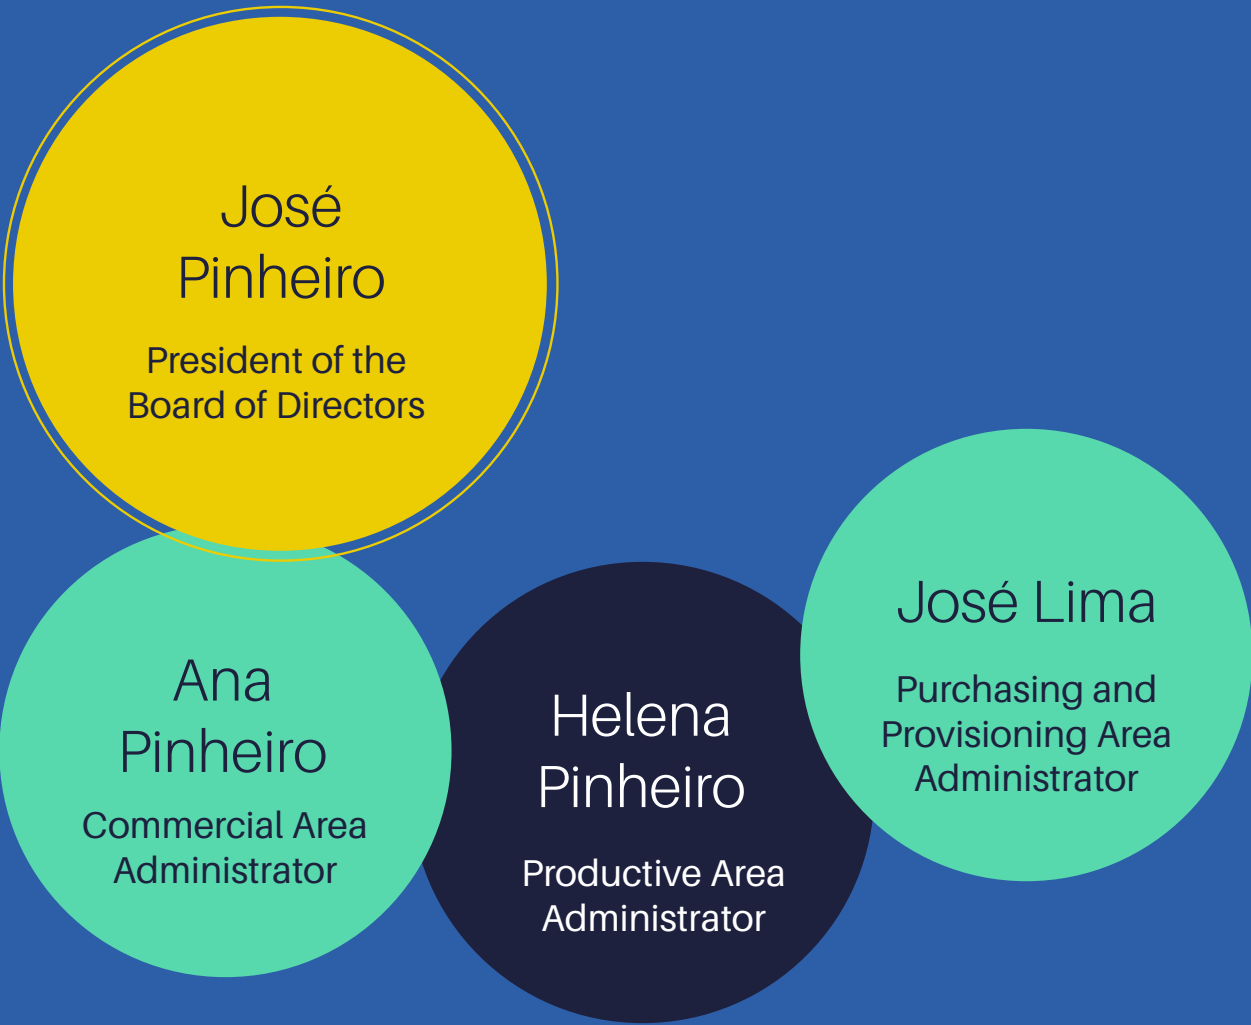 José
Pinheiro
President of the
Board of Directors
Ana
Pinheiro
Commercial Area
Administrator
Helena
Pinheiro
Productive Area
Administrator
José Lima
Purchasing and
Provisioning Area
Administrator